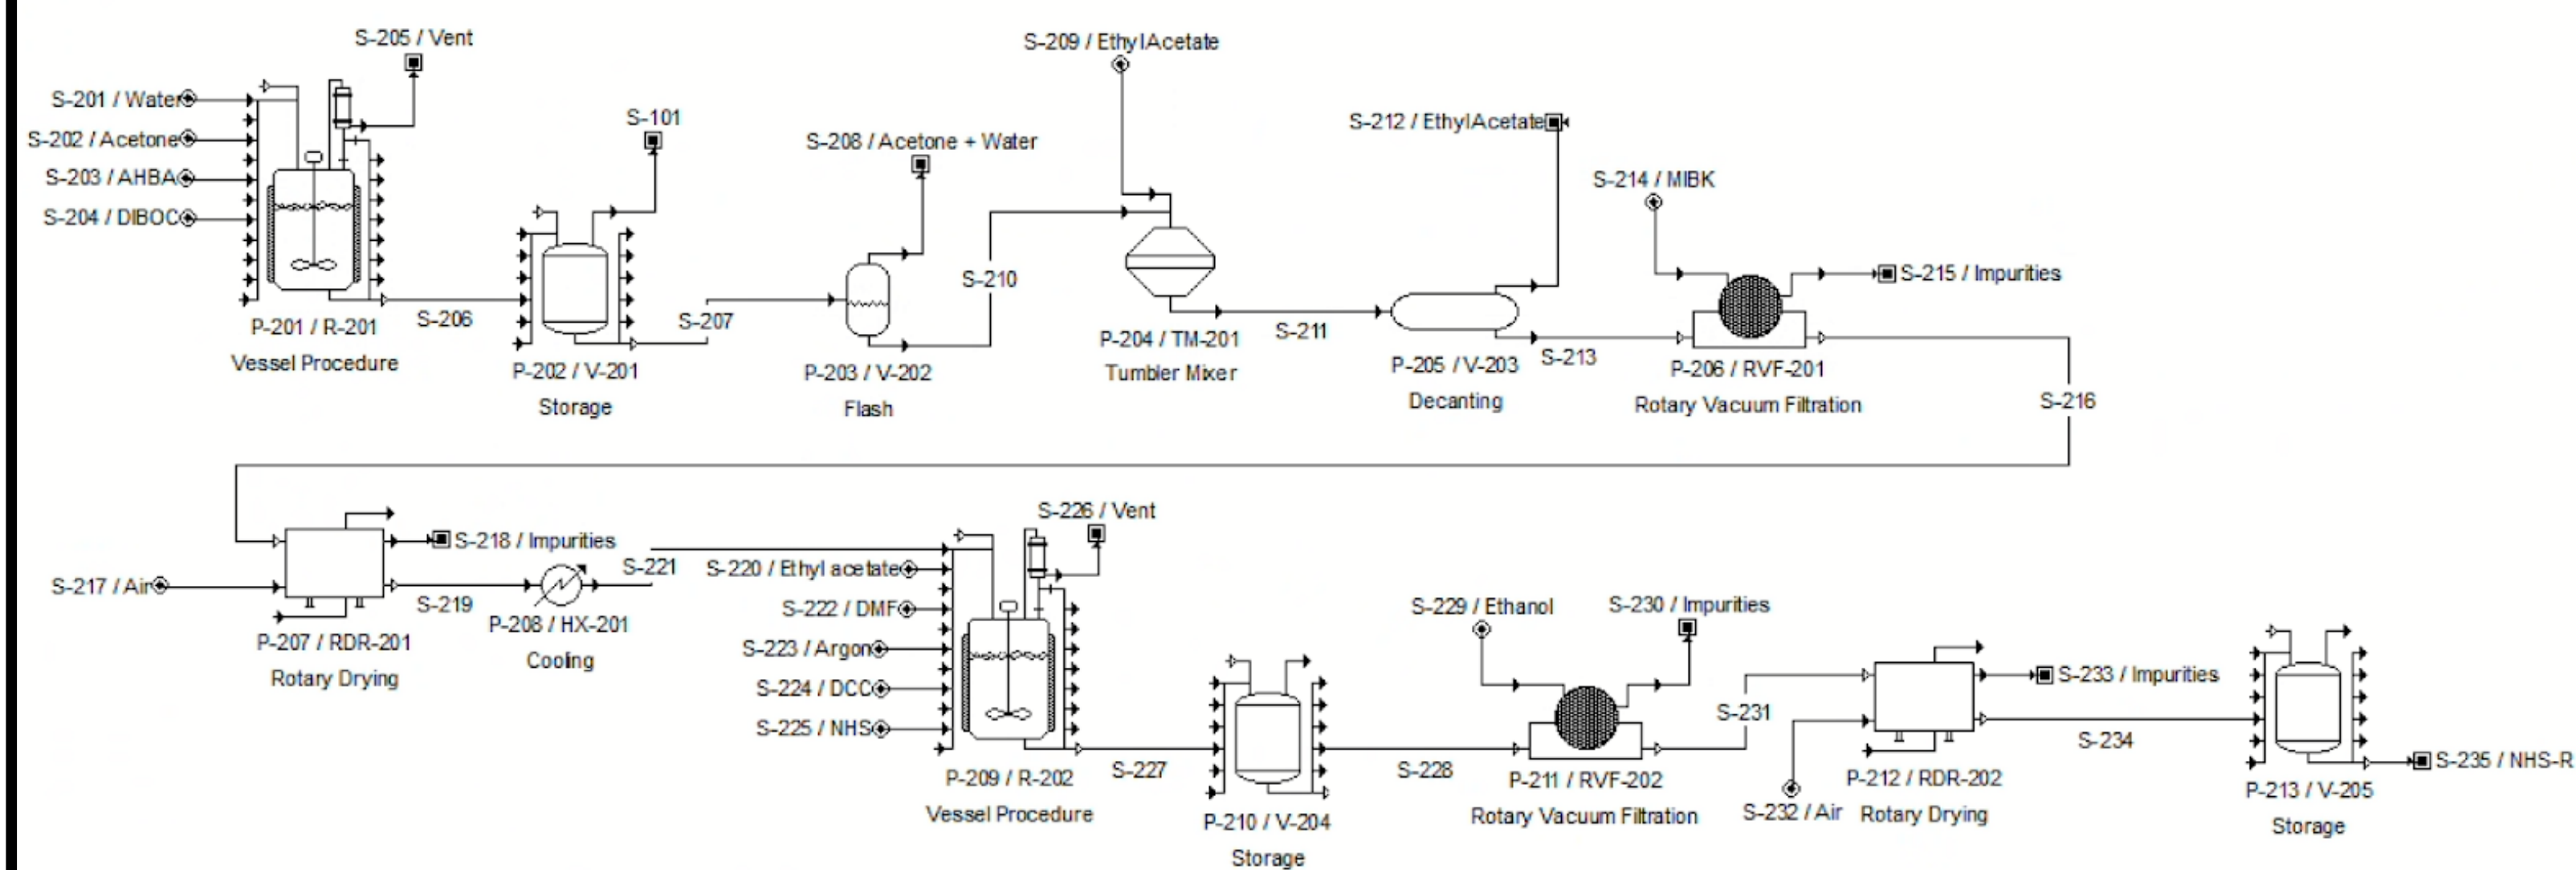 S-205 / Vent
S-209 / EthylAcetate
S-201 / Water
S-202 / Acetone
S-203 / AHBA
S-204 / DIBOC
S-101
S-208 / Acetone + Water
S-212 / EthylAcetate
S-214 / MIBK
S-215 / Impurities
S-210
S-206
S-207
S-211
S-213
S-216
P-201 / R-201
Vessel Procedure
P-202 / V-201
Storage
P-203 / V-202
Flash
P-204 / TM-201
Tumbler Mixer
P-205 / V-203
Decanting
P-206 / RVF-201
Rotary Vacuum Filtration
S-217 / Air
S-218 / Impurities
S-219
P-207 / RDR-201
Rotary Drying
P-208 / HX-201
Cooling
S-221
S-226 / Vent
S-220 / Ethyl acetate
S-222 / DMF
S-223 / Argon
S-224 / DCC
S-225 / NHS
P-209 / R-202
Vessel Procedure
S-227
P-210 / V-204
Storage
S-228
S-229 / Ethanol
S-230 / Impurities
P-211 / RVF-202
Rotary Vacuum Filtration
S-231
S-232 / Air
P-212 / RDR-202
Rotary Drying
S-233 / Impurities
S-234
S-235 / NHS-R
P-213 / V-205
Storage